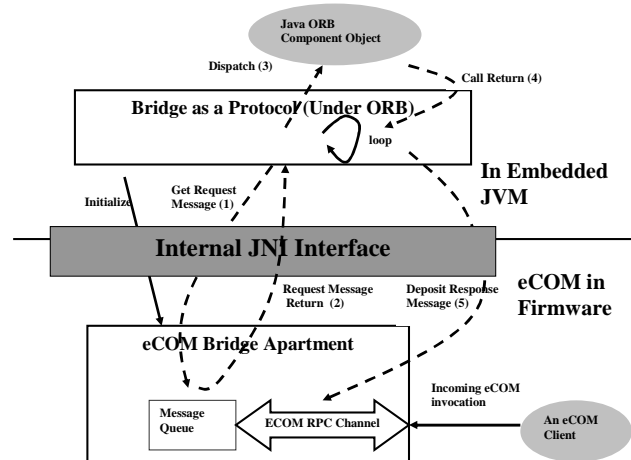 Java ORB
Component Object
Dispatch (3)
Call Return (4)
Bridge as a Protocol (Under ORB)
loop
In Embedded
JVM
Get Request
Message (1)
Initialize
Internal JNI Interface
Request Message
Return (2)
Deposit Response
Message (5)
eCOM in
Firmware
eCOM Bridge Apartment
Incoming eCOM
invocation
Message
Queue
ECOM RPC Channel
An eCOM
Client